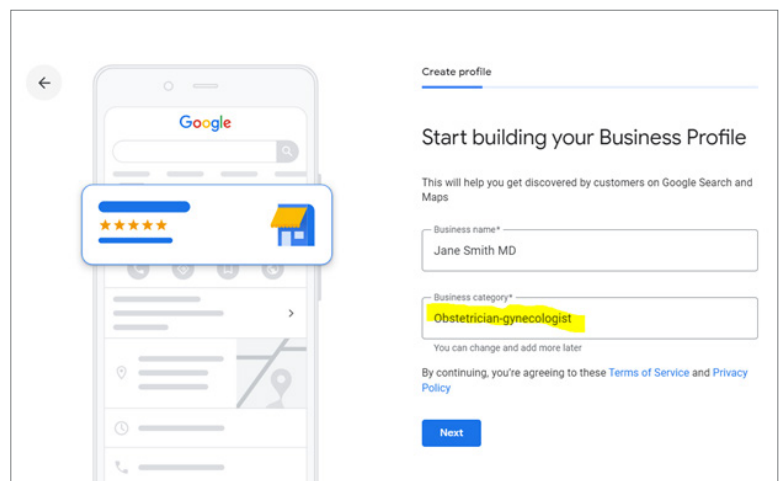 Google
Create profile
Start building your Business Profile
This will help you get discovered by customers on Google Search and
Maps
Business name*
Jane Smith MD
Business category*
Obstetrician-gynecologist
You can change and add more later
By continuing, you're agreeing to these Terms of Service and Privacy
Policy
Next